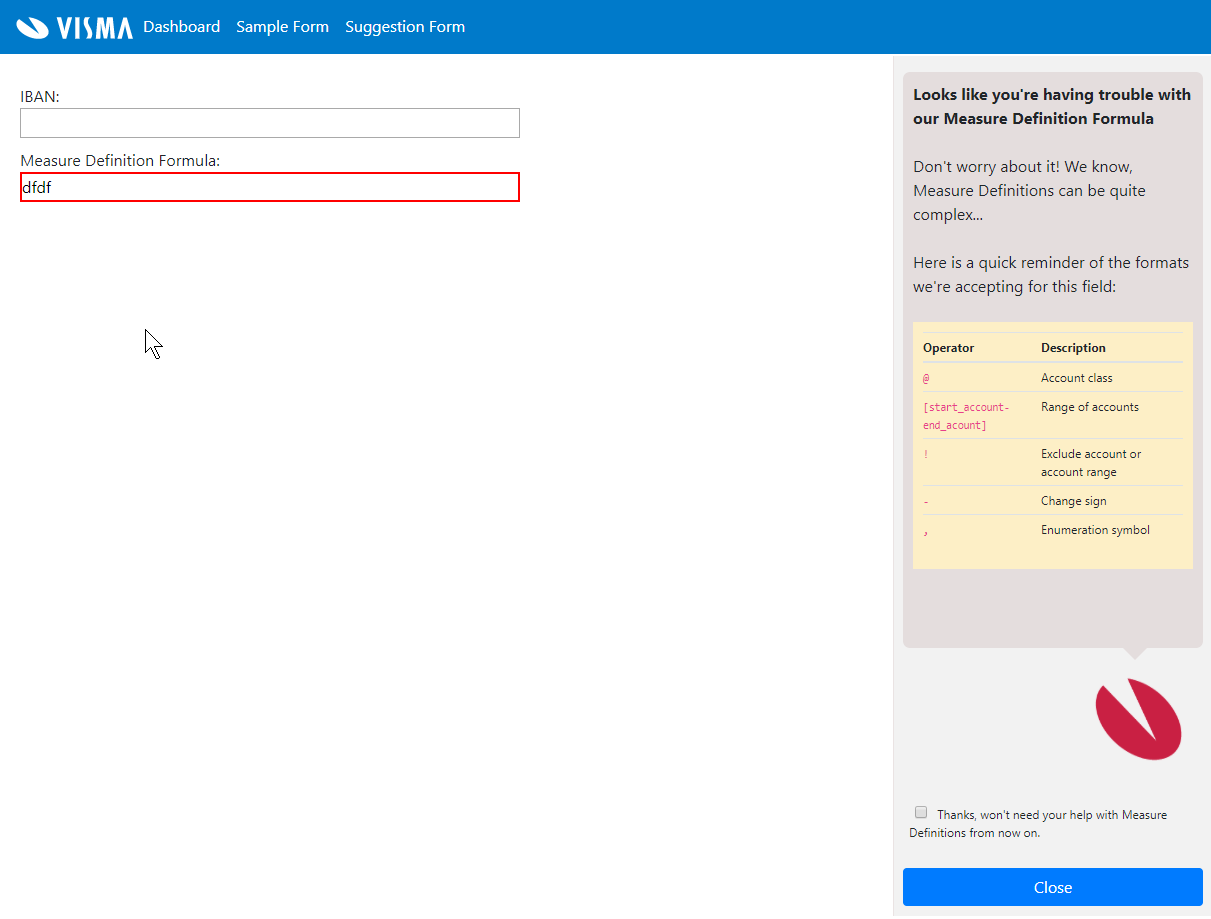 VISMA Dashboard Sample Form Suggestion Form
IBAN:
Measure Definition Formula:
dfdf
Looks like you're having trouble with
our Measure Definition Formula
Don't worry about it! We know,
Measure Definitions can be quite
complex...
Here is a quick reminder of the formats
we're accepting for this field:
Operator Description
@ Account class
[start_account- Range of accounts
end_acount]
! Exclude account or
account range
- Change sign
, Enumeration symbol
Thanks, won't need your help with Measure
Definitions from now on.
Close